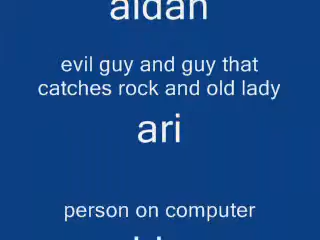 aidan
evil guy and guy that
catches rock and old lady
ari
person on computer